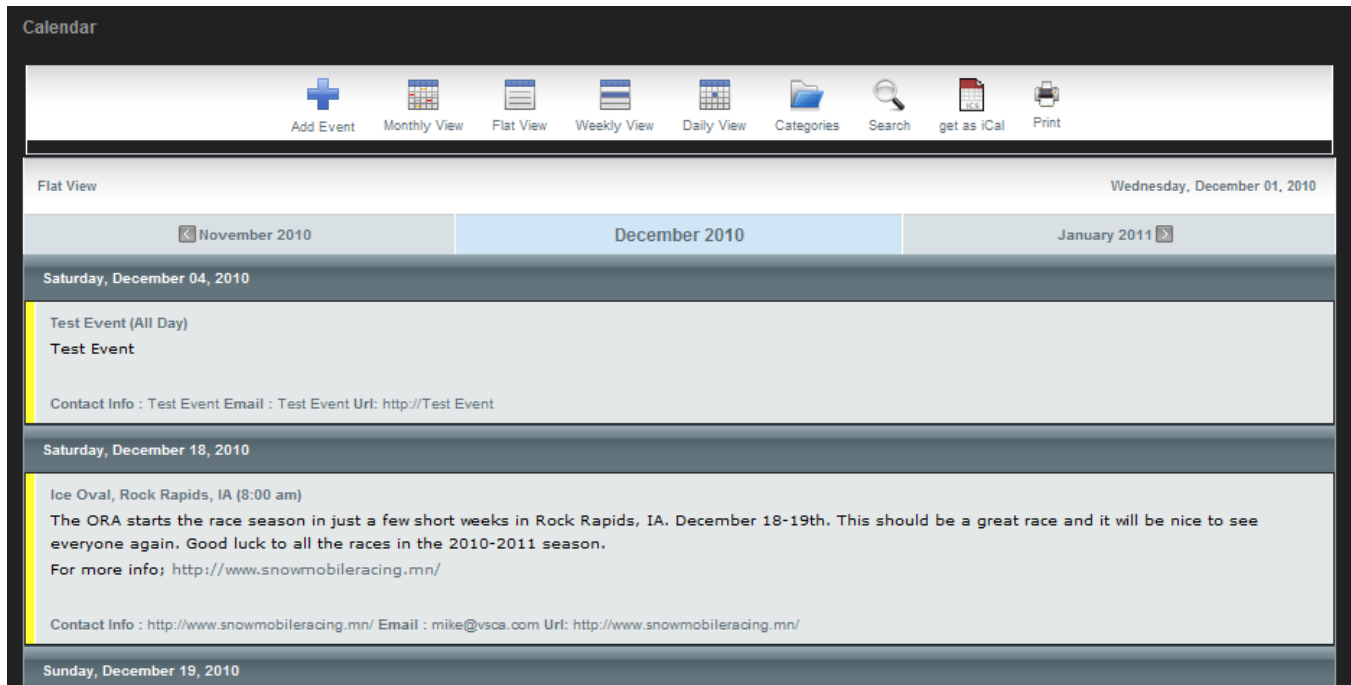 Calendar
Add Event Monthly View Flat View Weekly View Daily View Categories Search get as iCal Print
ICS
Flat View Wednesday, December 01, 2010
November 2010 December 2010 January 2011
Saturday, December 04, 2010
Test Event (All Day)
Test Event
Contact Info : Test Event Email : Test Event Url: http://Test Event
Saturday, December 18, 2010
Ice Oval, Rock Rapids, IA (8:00 am)
The ORA starts the race season in just a few short weeks in Rock Rapids, IA. December 18-19th. This should be a great race and it will be nice to see
everyone again. Good luck to all the races in the 2010-2011 season.
For more info; http://www.snowmobileracing.mn/
Contact Info : http://www.snowmobileracing.mn/ Email : mike@vsca.com Url: http://www.snowmobileracing.mn/
Sunday, December 19, 2010